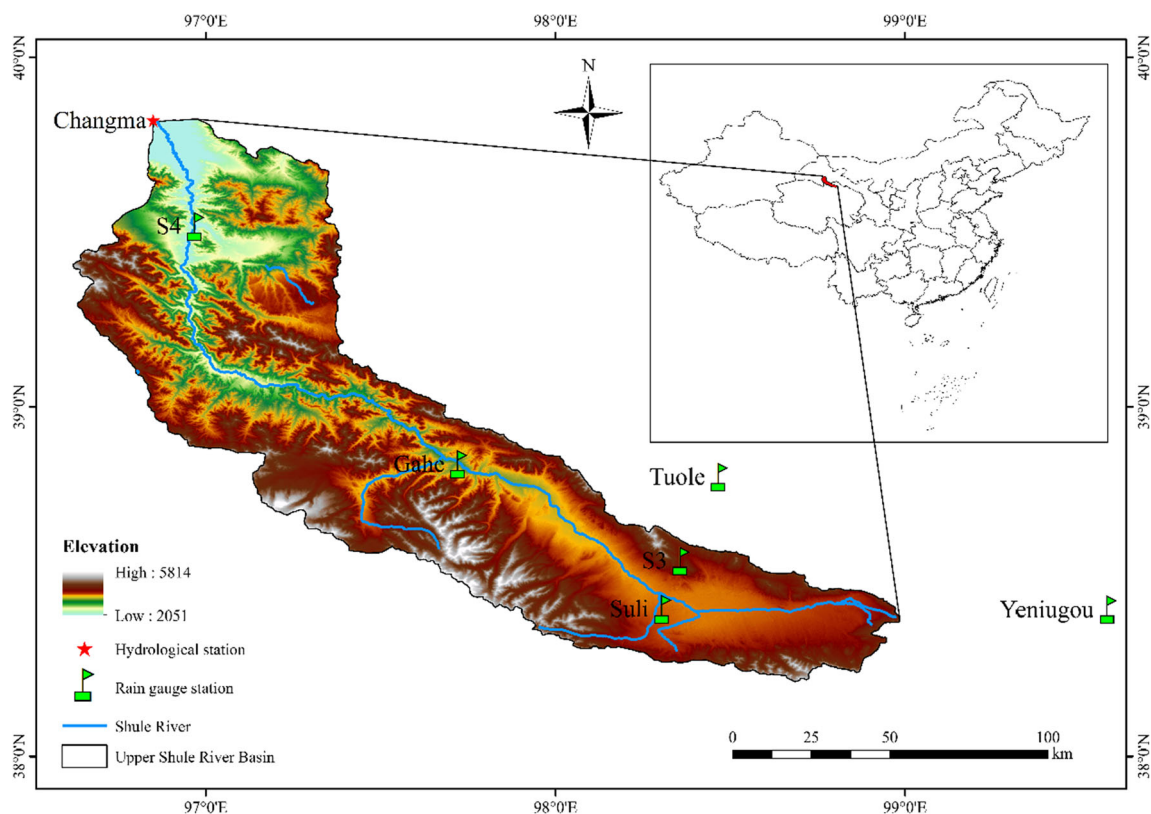 97°0'E 98°0'E 99°0'E
40°0'N 40°0'N
N
Changma
S4
39°0'N 39°0'N
Gahe
Tuole
S3
Suli
Yeniugou
Elevation
High : 5814
Low : 2051
Hydrological station
Rain gauge station
Shule River
Upper Shule River Basin
0 25 50 100
km
38°0'N 38°0'N
97°0'E 98°0'E 99°0'E